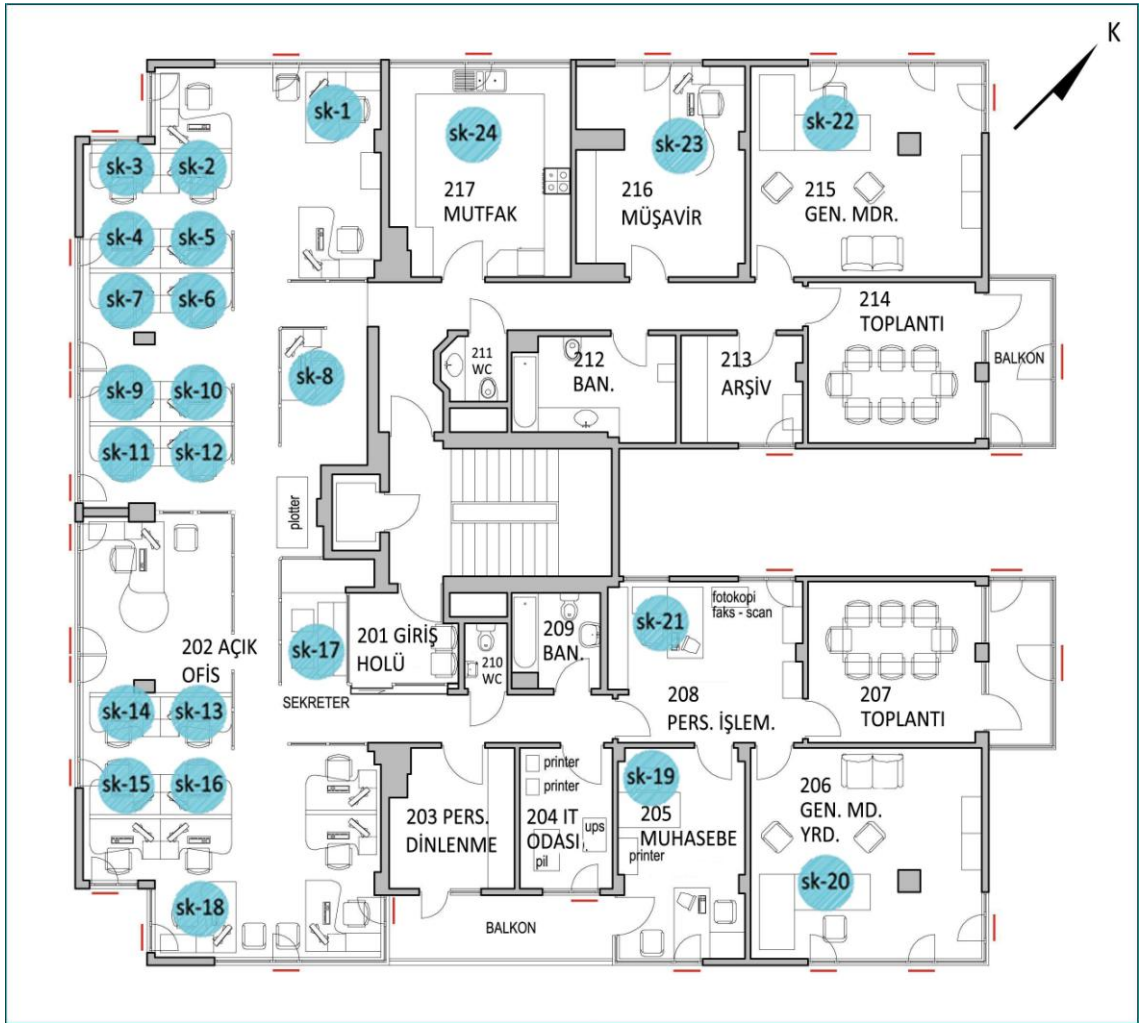 K
sk-1
sk-24
sk-23
sk-22
sk-3
sk-2
217
MUTFAK
216
MÜŞAVİR
215
GEN. MDR.
sk-4
sk-5
sk-7
sk-6
214
TOPLANTI
BALKON
211
WC
212
BAN.
213
ARŞİV
sk-8
sk-9
sk-10
sk-11
sk-12
plotter
202 AÇIK
OFİS
sk-17
SEKRETER
201 GİRİŞ
HOLÜ
210
WC
209
BAN.
sk-21
fotokopi
faks - scan
208
PERS. İŞLEM.
207
TOPLANTI
sk-14
sk-13
sk-15
sk-16
203 PERS.
DİNLENME
printer
printer
204 IT
ODASI
ups
pil
sk-19
205
MUHASEBE
printer
206
GEN. MD.
YRD.
sk-20
sk-18
BALKON